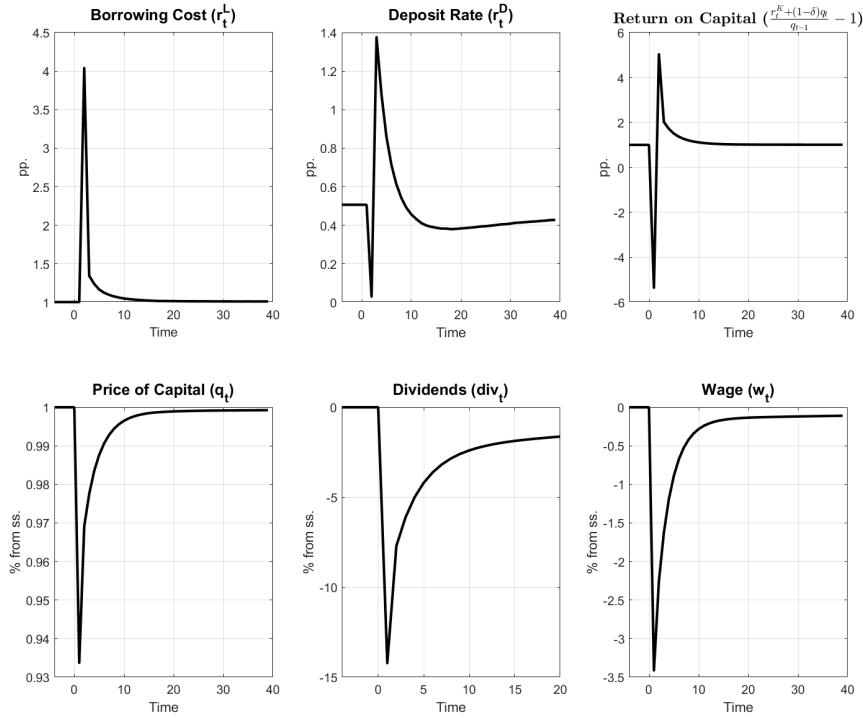 Borrowing Cost (r_t^L)
pp.
4.5
4
3.5
3
2.5
2
1.5
1
0 10 20 30 40
Time
Deposit Rate (r_t^D)
pp.
1.4
1.2
1
0.8
0.6
0.4
0.2
0
0 10 20 30 40
Time
Return on Capital (\frac{r_t^K+(1-δ)q_t}{q_{t-1}} − 1)
pp.
6
4
2
0
-2
-4
-6
0 10 20 30 40
Time
Price of Capital (q_t)
% from ss.
1
0.99
0.98
0.97
0.96
0.95
0.94
0.93
0 10 20 30 40
Time
Dividends (div_t)
% from ss.
0
-5
-10
-15
0 5 10 15 20
Time
Wage (w_t)
% from ss.
0
-0.5
-1
-1.5
-2
-2.5
-3
-3.5
0 10 20 30 40
Time